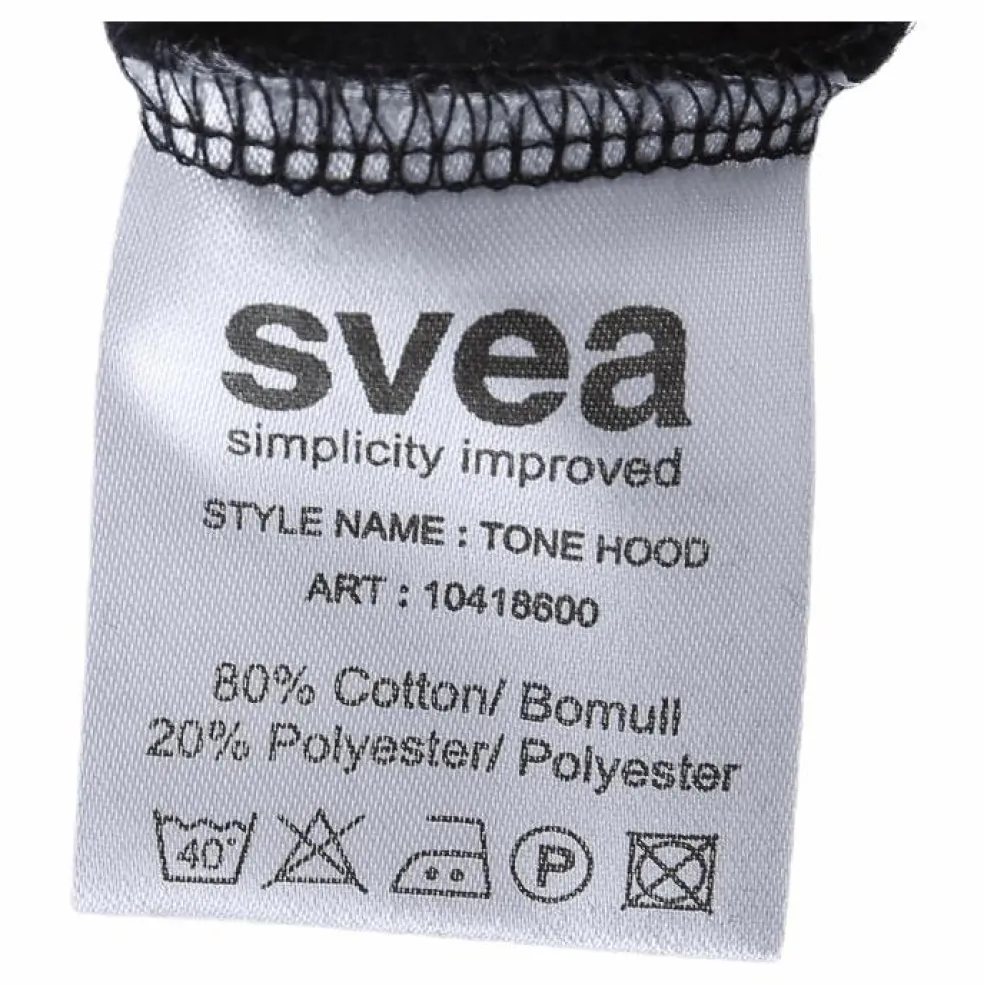 svea
simplicity improved
STYLE NAME : TONE HOOD
ART : 10418600
80% Cotton/ Bomull
20% Polyester/ Polyester
40° P